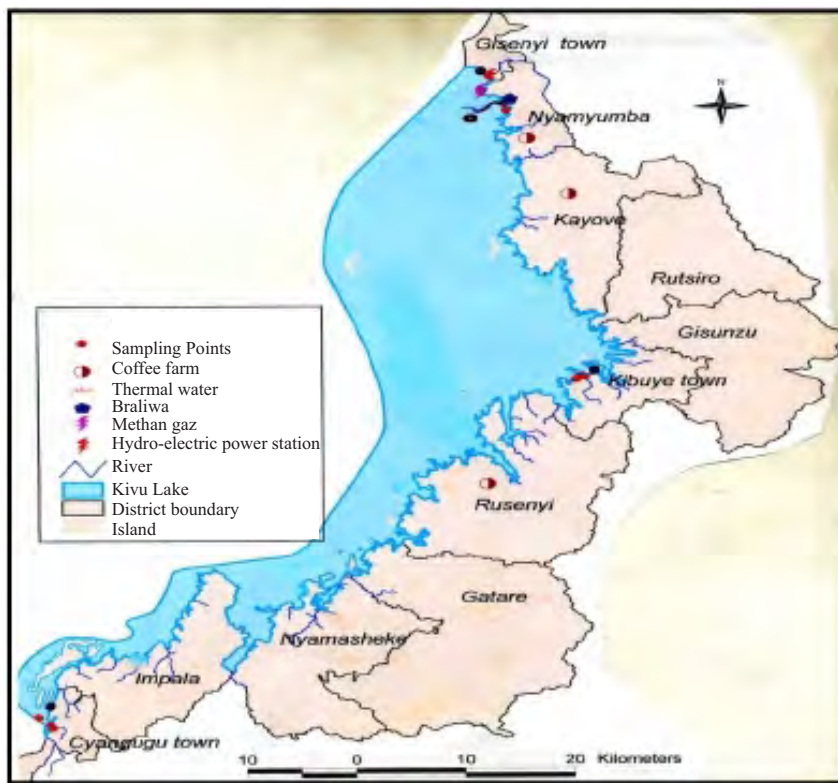 Gisenyi town
N
Nyamyumba
Kayove
Rutsiro
Gisunzu
Kibuye town
Sampling Points
Coffee farm
Thermal water
Braliwa
Methan gaz
Hydro-electric power station
River
Kivu Lake
District boundary
Island
Rusenyi
Gatare
Nyamasheke
Impala
Cyangugu town
10 0 10 20 Kilometers